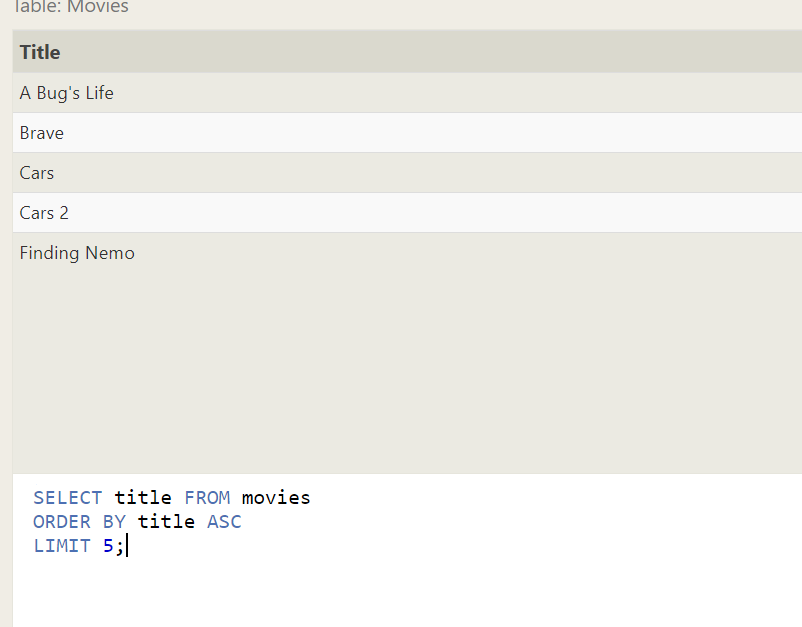 Table: Movies
Title
A Bug's Life
Brave
Cars
Cars 2
Finding Nemo
SELECT title FROM movies
ORDER BY title ASC
LIMIT 5;